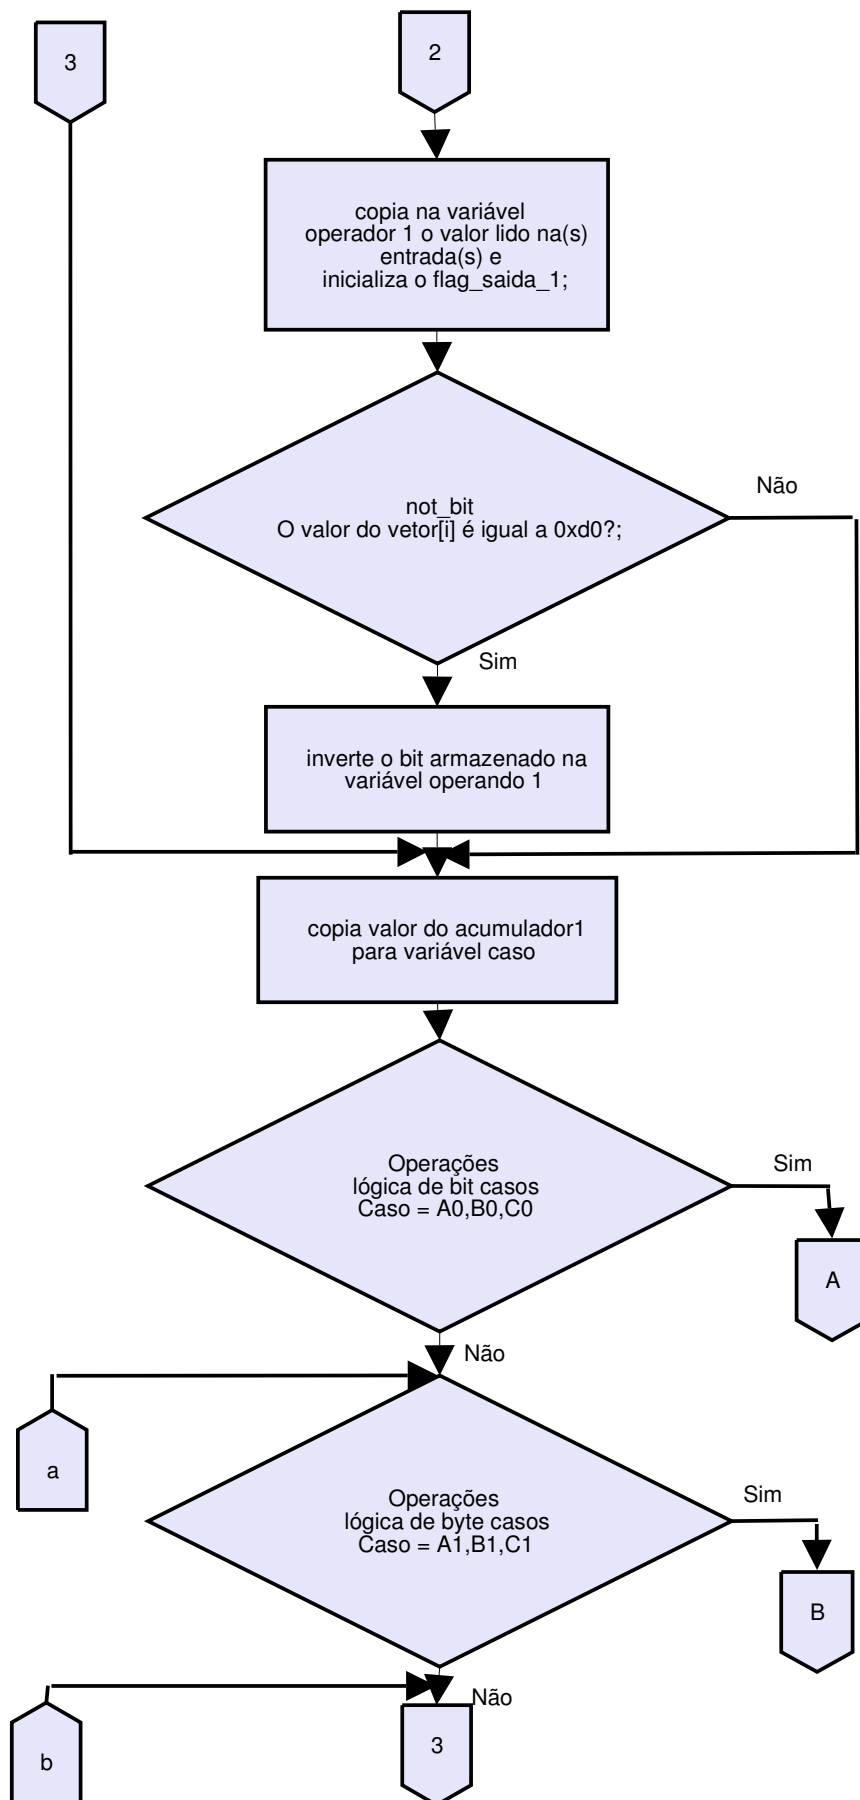 3
2
copia na variável
operador 1 o valor lido na(s)
entrada(s) e
inicializa o flag_saida_1;
Não
not_bit
O valor do vetor[i] é igual a 0xd0?;
Sim
inverte o bit armazenado na
variável operando 1
copia valor do acumulador1
para variável caso
Operações
lógica de bit casos
Caso = A0,B0,C0
Sim
A
Não
a
Operações
lógica de byte casos
Caso = A1,B1,C1
Sim
B
Não
3
b